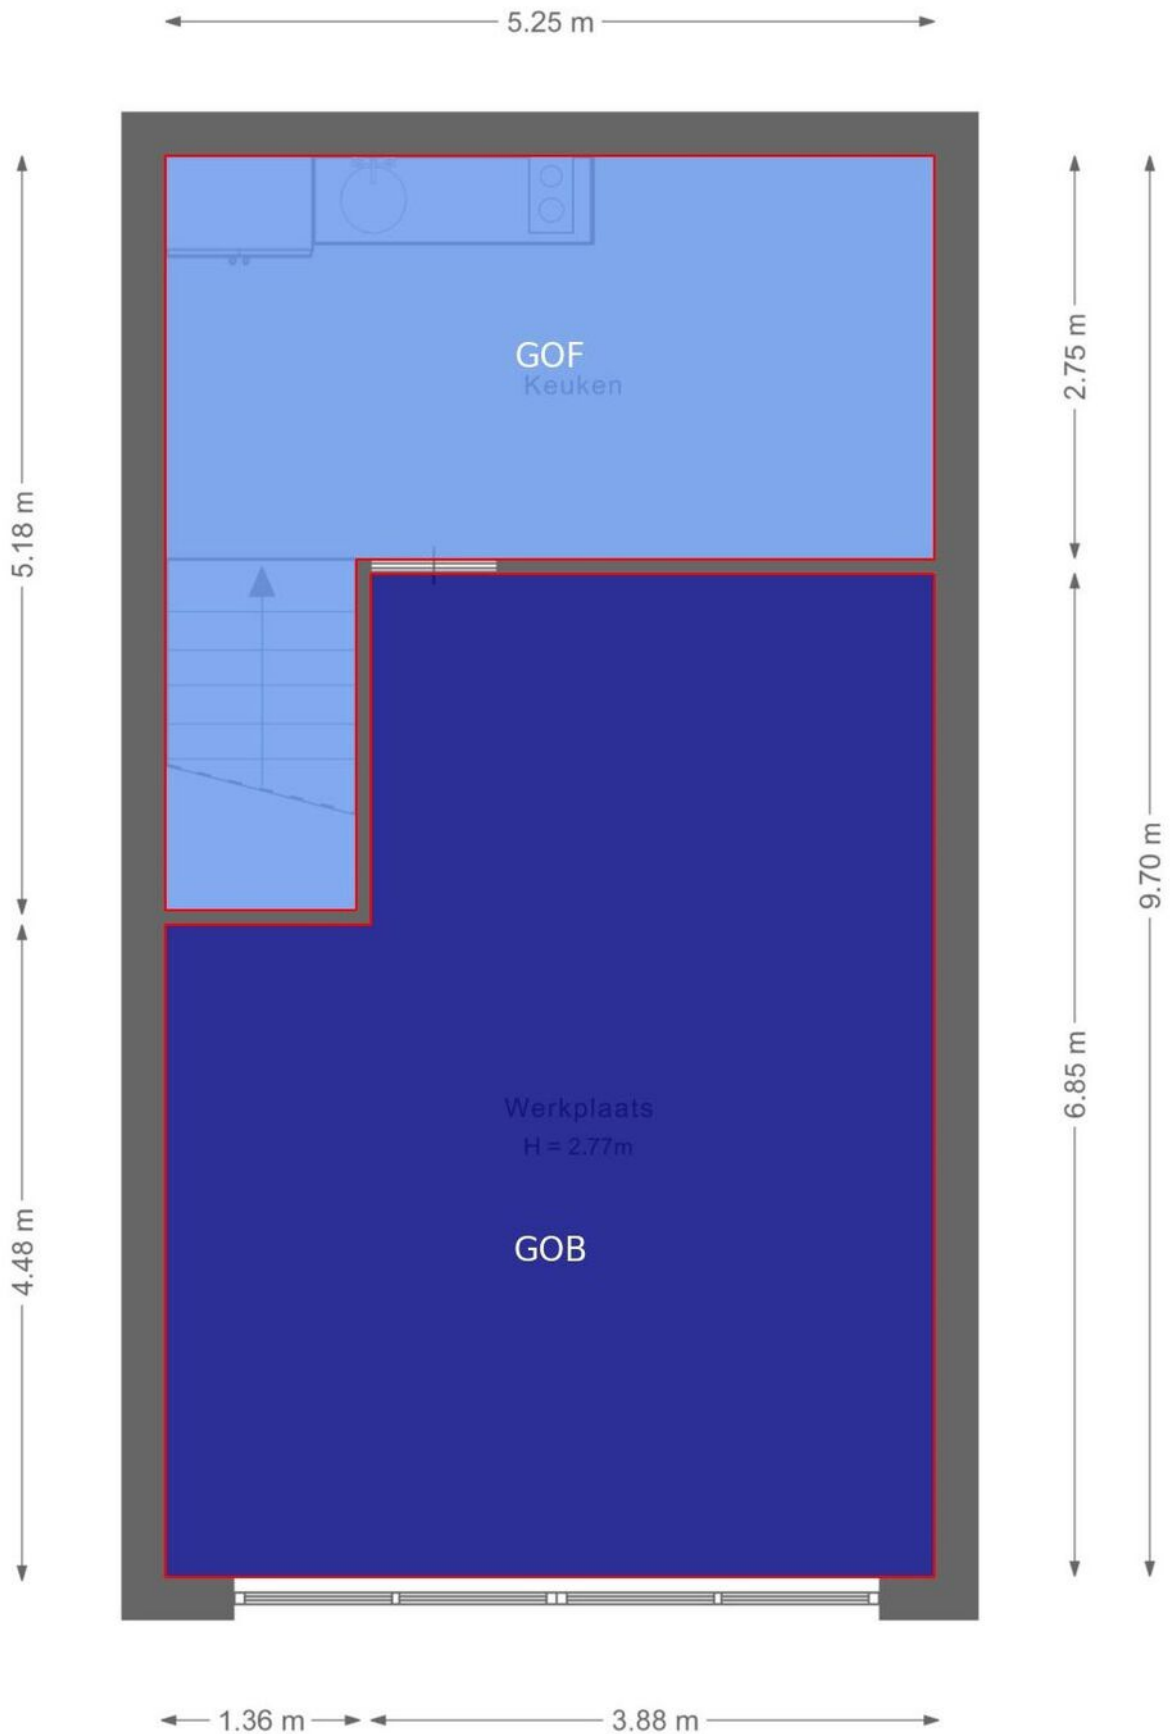 5.25 m
GOF
Keuken
2.75 m
5.18 m
9.70 m
6.85 m
Werkplaats
H = 2.77m
4.48 m
GOB
1.36 m
3.88 m